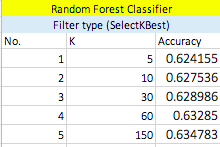 Random Forest Classifier
Filter type (SelectKBest)
No. K Accuracy
1 5 0.624155
2 10 0.627536
3 30 0.628986
4 60 0.63285
5 150 0.634783